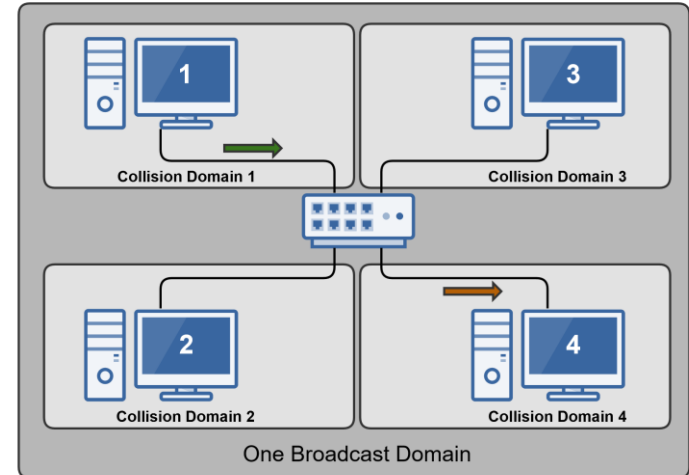 1
3
Collision Domain 1
Collision Domain 3
2
4
Collision Domain 2
Collision Domain 4
One Broadcast Domain